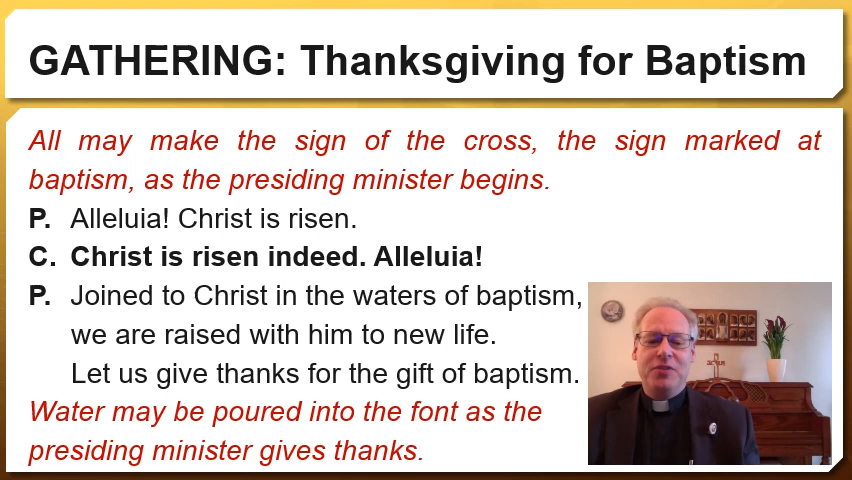 GATHERING: Thanksgiving for Baptism
All may make the sign of the cross, the sign marked at
baptism, as the presiding minister begins.
P. Alleluia! Christ is risen.
C. Christ is risen indeed. Alleluia!
P. Joined to Christ in the waters of baptism,
we are raised with him to new life.
Let us give thanks for the gift of baptism.
Water may be poured into the font as the
presiding minister gives thanks.